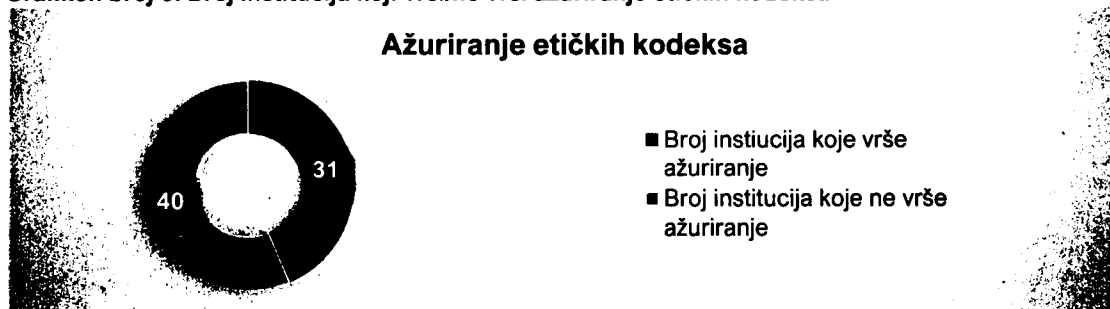 Ažuriranje etičkih kodeksa
31
40
Broj instiucija koje vrše
ažuriranje
Broj institucija koje ne vrše
ažuriranje